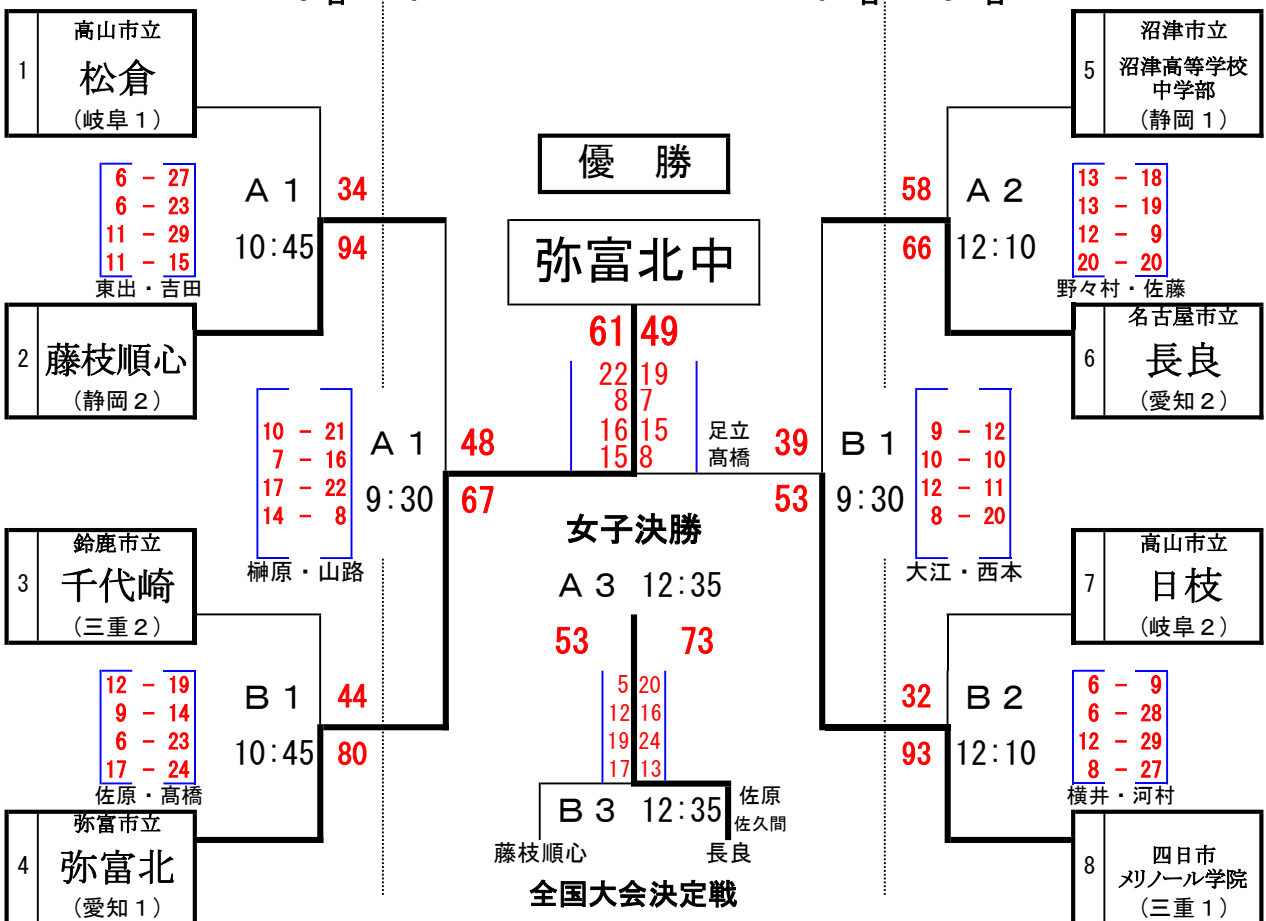 1
高山市立
松倉
(岐阜1)
6 - 27
6 - 23
11 - 29
11 - 15
東出・吉田
A1
10:45
34
94
2
藤枝順心
(静岡2)
10 - 21
7 - 16
17 - 22
14 - 8
榊原・山路
A1
9:30
48
67
3
鈴鹿市立
千代崎
(三重2)
12 - 19
9 - 14
6 - 23
17 - 24
佐原・髙橋
B1
10:45
44
80
4
弥富市立
弥富北
(愛知1)
優 勝
弥富北中
61 49
22 19
8 7
16 15
15 8
足立
髙橋
女子決勝
A3 12:35
53 73
5 20
12 16
19 24
17 13
B3 12:35
佐原
佐久間
藤枝順心
長良
全国大会決定戦
5
沼津市立
沼津高等学校
中学部
(静岡1)
58
66
A2
12:10
13 - 18
13 - 19
12 - 9
20 - 20
野々村・佐藤
6
名古屋市立
長良
(愛知2)
39
53
B1
9:30
9 - 12
10 - 10
12 - 11
8 - 20
大江・西本
7
高山市立
日枝
(岐阜2)
32
93
B2
12:10
6 - 9
6 - 28
12 - 29
8 - 27
横井・河村
8
四日市
メリノール学院
(三重1)